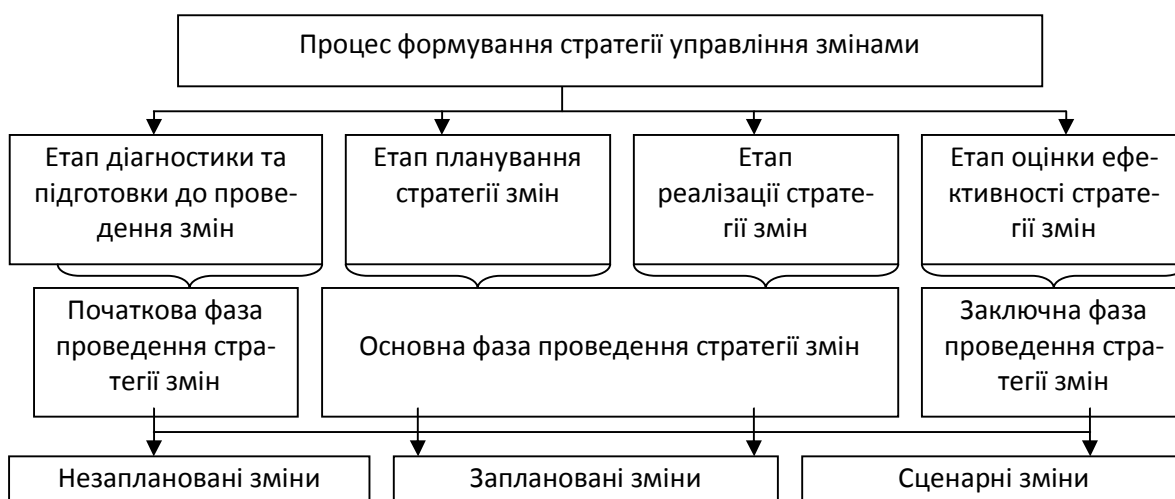 Процес формування стратегії управління змінами
Етап діагностики та
підготовки до прове-
дення змін
Етап планування
стратегії змін
Етап
реалізації страте-
гії змін
Етап оцінки ефе-
ктивності страте-
гії змін
Початкова фаза
проведення стра-
тегії змін
Основна фаза проведення стратегії змін
Заключна фаза
проведення стра-
тегії змін
Незаплановані зміни
Заплановані зміни
Сценарні зміни